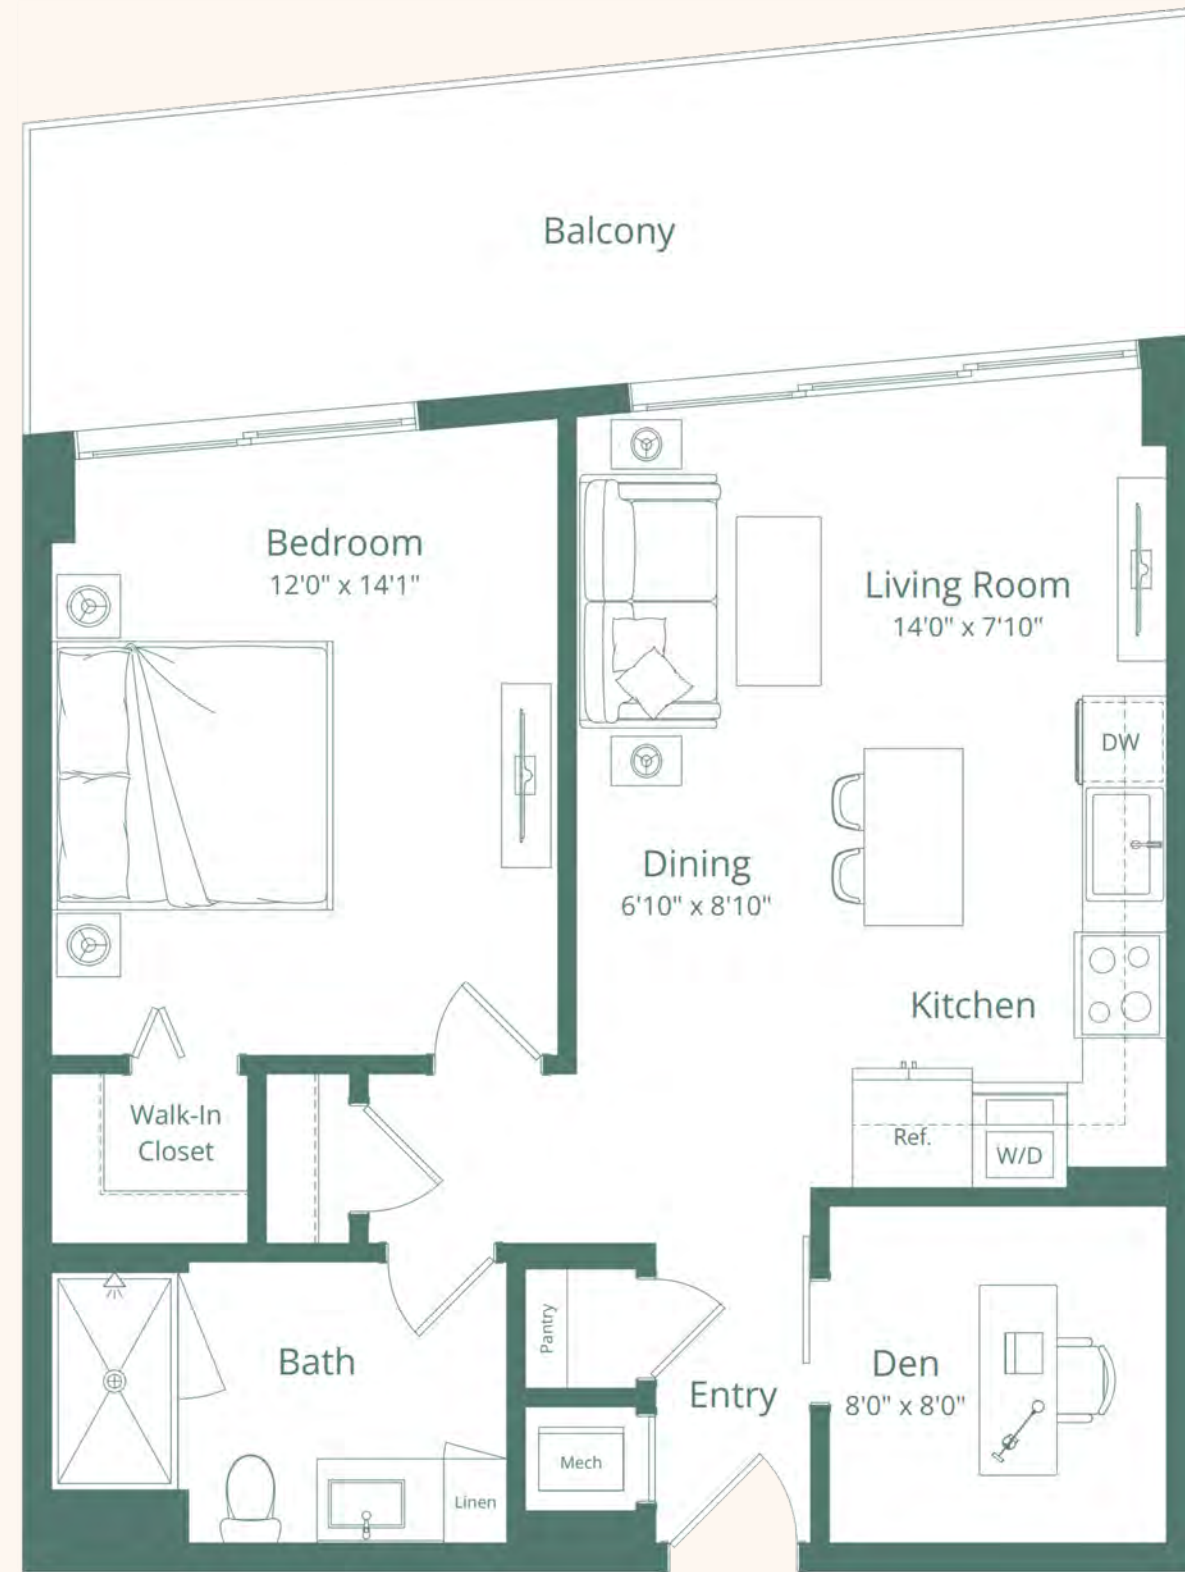 Balcony
Bedroom
12'0" x 14'1"
Living Room
14'0" x 7'10"
DW
Dining
6'10" x 8'10"
Kitchen
Walk-In
Closet
Ref.
W/D
Pantry
Bath
Entry
Den
8'0" x 8'0"
Mech
Linen